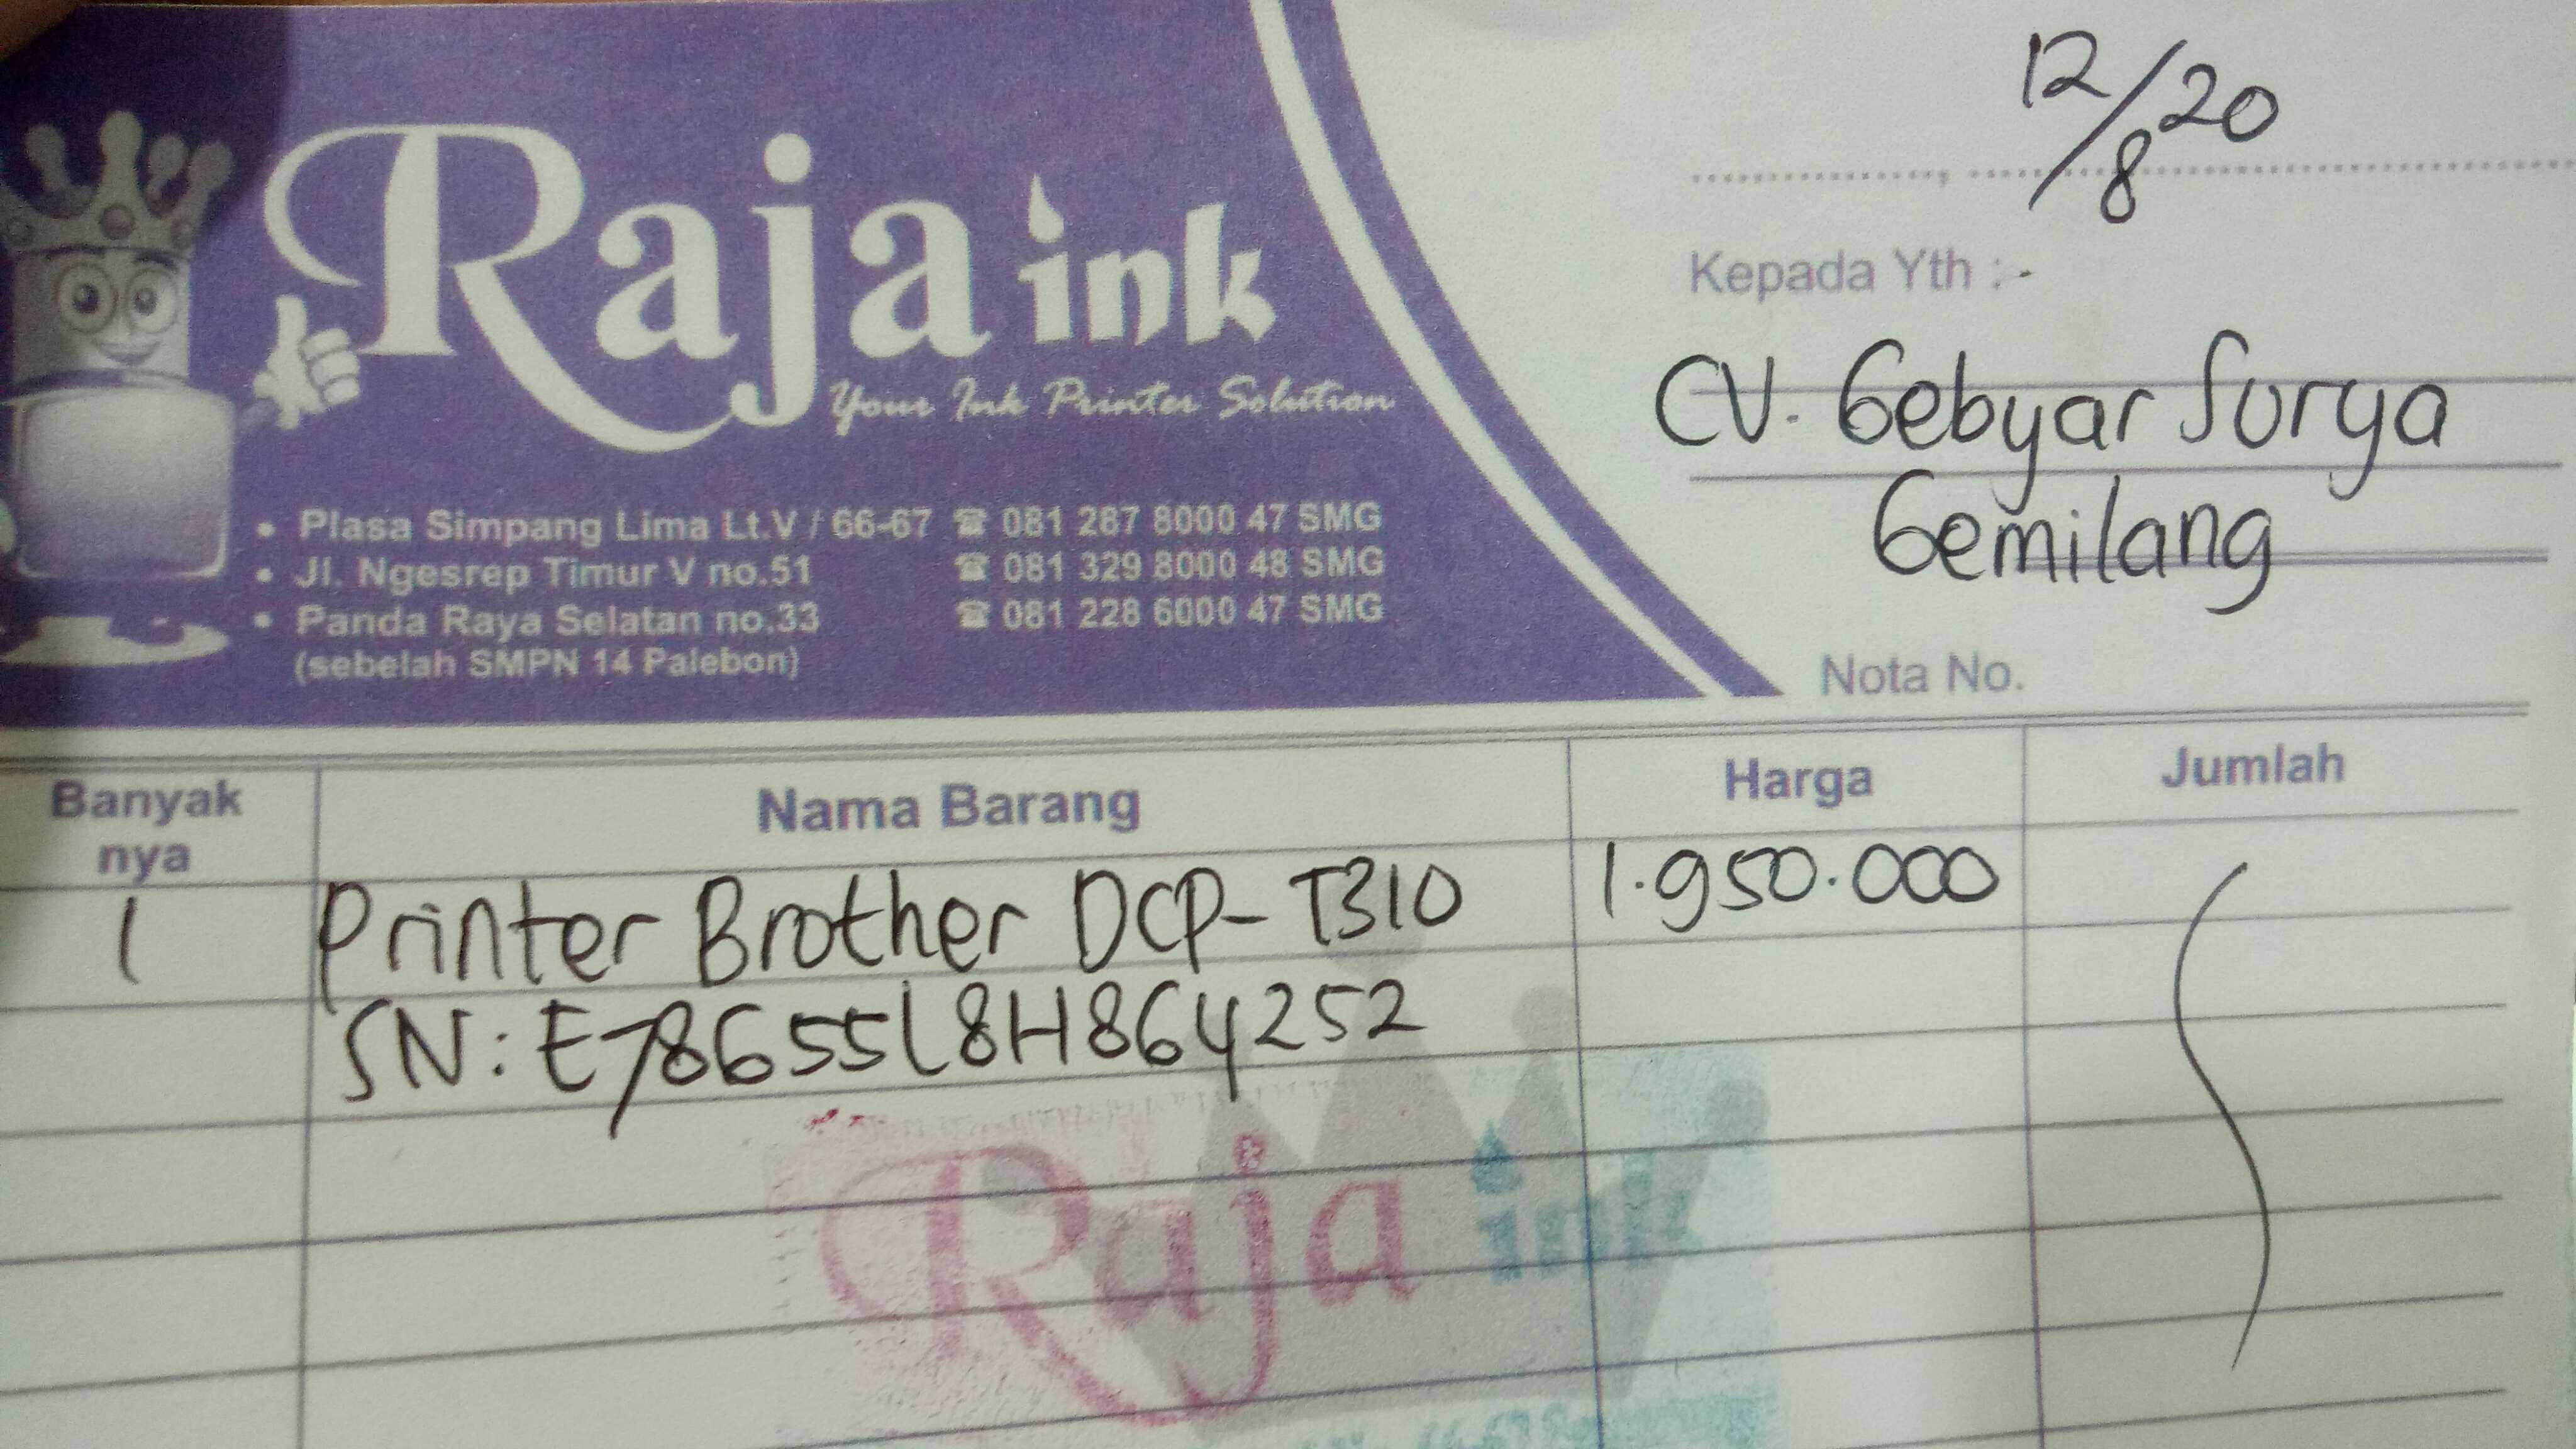 Raja ink
Your Ink Printer Solution
• Plasa Simpang Lima Lt.V / 66-67 ☎ 081 287 8000 47 SMG
• Jl. Ngesrep Timur V no.51 ☎ 081 329 8000 48 SMG
• Panda Raya Selatan no.33 ☎ 081 228 6000 47 SMG
(sebelah SMPN 14 Palebon)
12/8 20
Kepada Yth :-
CV. Gebyar Surya
Gemilang
Nota No.
Banyak nya Nama Barang Harga Jumlah
1 Printer Brother DCP-T310 1.950.000
SN: E78655L8H864252
Raja ink